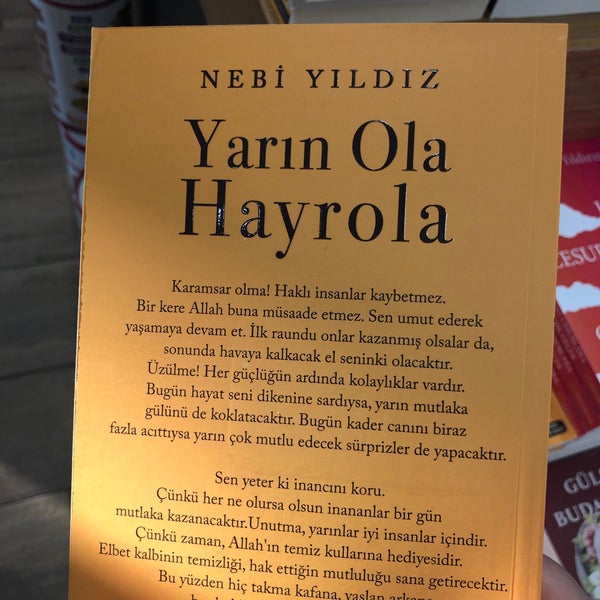 NEBİ YILDIZ
Yarın Ola
Hayrola
Karamsar olma! Haklı insanlar kaybetmez.
Bir kere Allah buna müsaade etmez. Sen umut ederek
yaşamaya devam et. İlk raundu onlar kazanmış olsalar da,
sonunda havaya kalkacak el seninki olacaktır.
Üzülme! Her güçlüğün ardında kolaylıklar vardır.
Bugün hayat seni dikenine sardıysa, yarın mutlaka
gülünü de koklatacaktır. Bugün kader canını biraz
fazla acıttıysa yarın çok mutlu edecek sürprizler de yapacaktır.
Sen yeter ki inancını koru.
Çünkü her ne olursa olsun inananlar bir gün
mutlaka kazanacaktır.Unutma, yarınlar iyi insanlar içindir.
Çünkü zaman, Allah'ın temiz kullarına hediyesidir.
Elbet kalbinin temizliği, hak ettiğin mutluluğu sana getirecektir.
Bu yüzden hiç takma kafana, yaslan